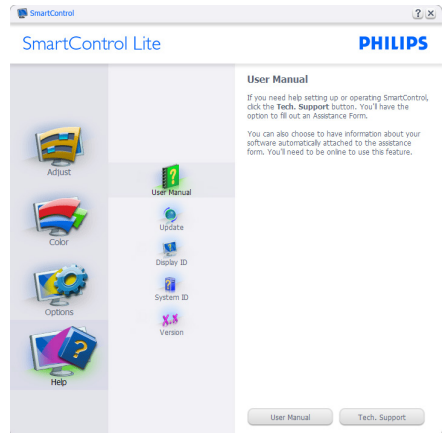 SmartControl
SmartControl Lite
PHILIPS
Adjust
Color
Options
Help
User Manual
Update
Display ID
System ID
X.X
Version
User Manual
If you need help setting up or operating SmartControl,
click the Tech. Support button. You'll have the
option to fill out an Assistance Form.
You can also choose to have information about your
software automatically attached to the assistance
form. You'll need to be online to use this feature.
User Manual
Tech. Support